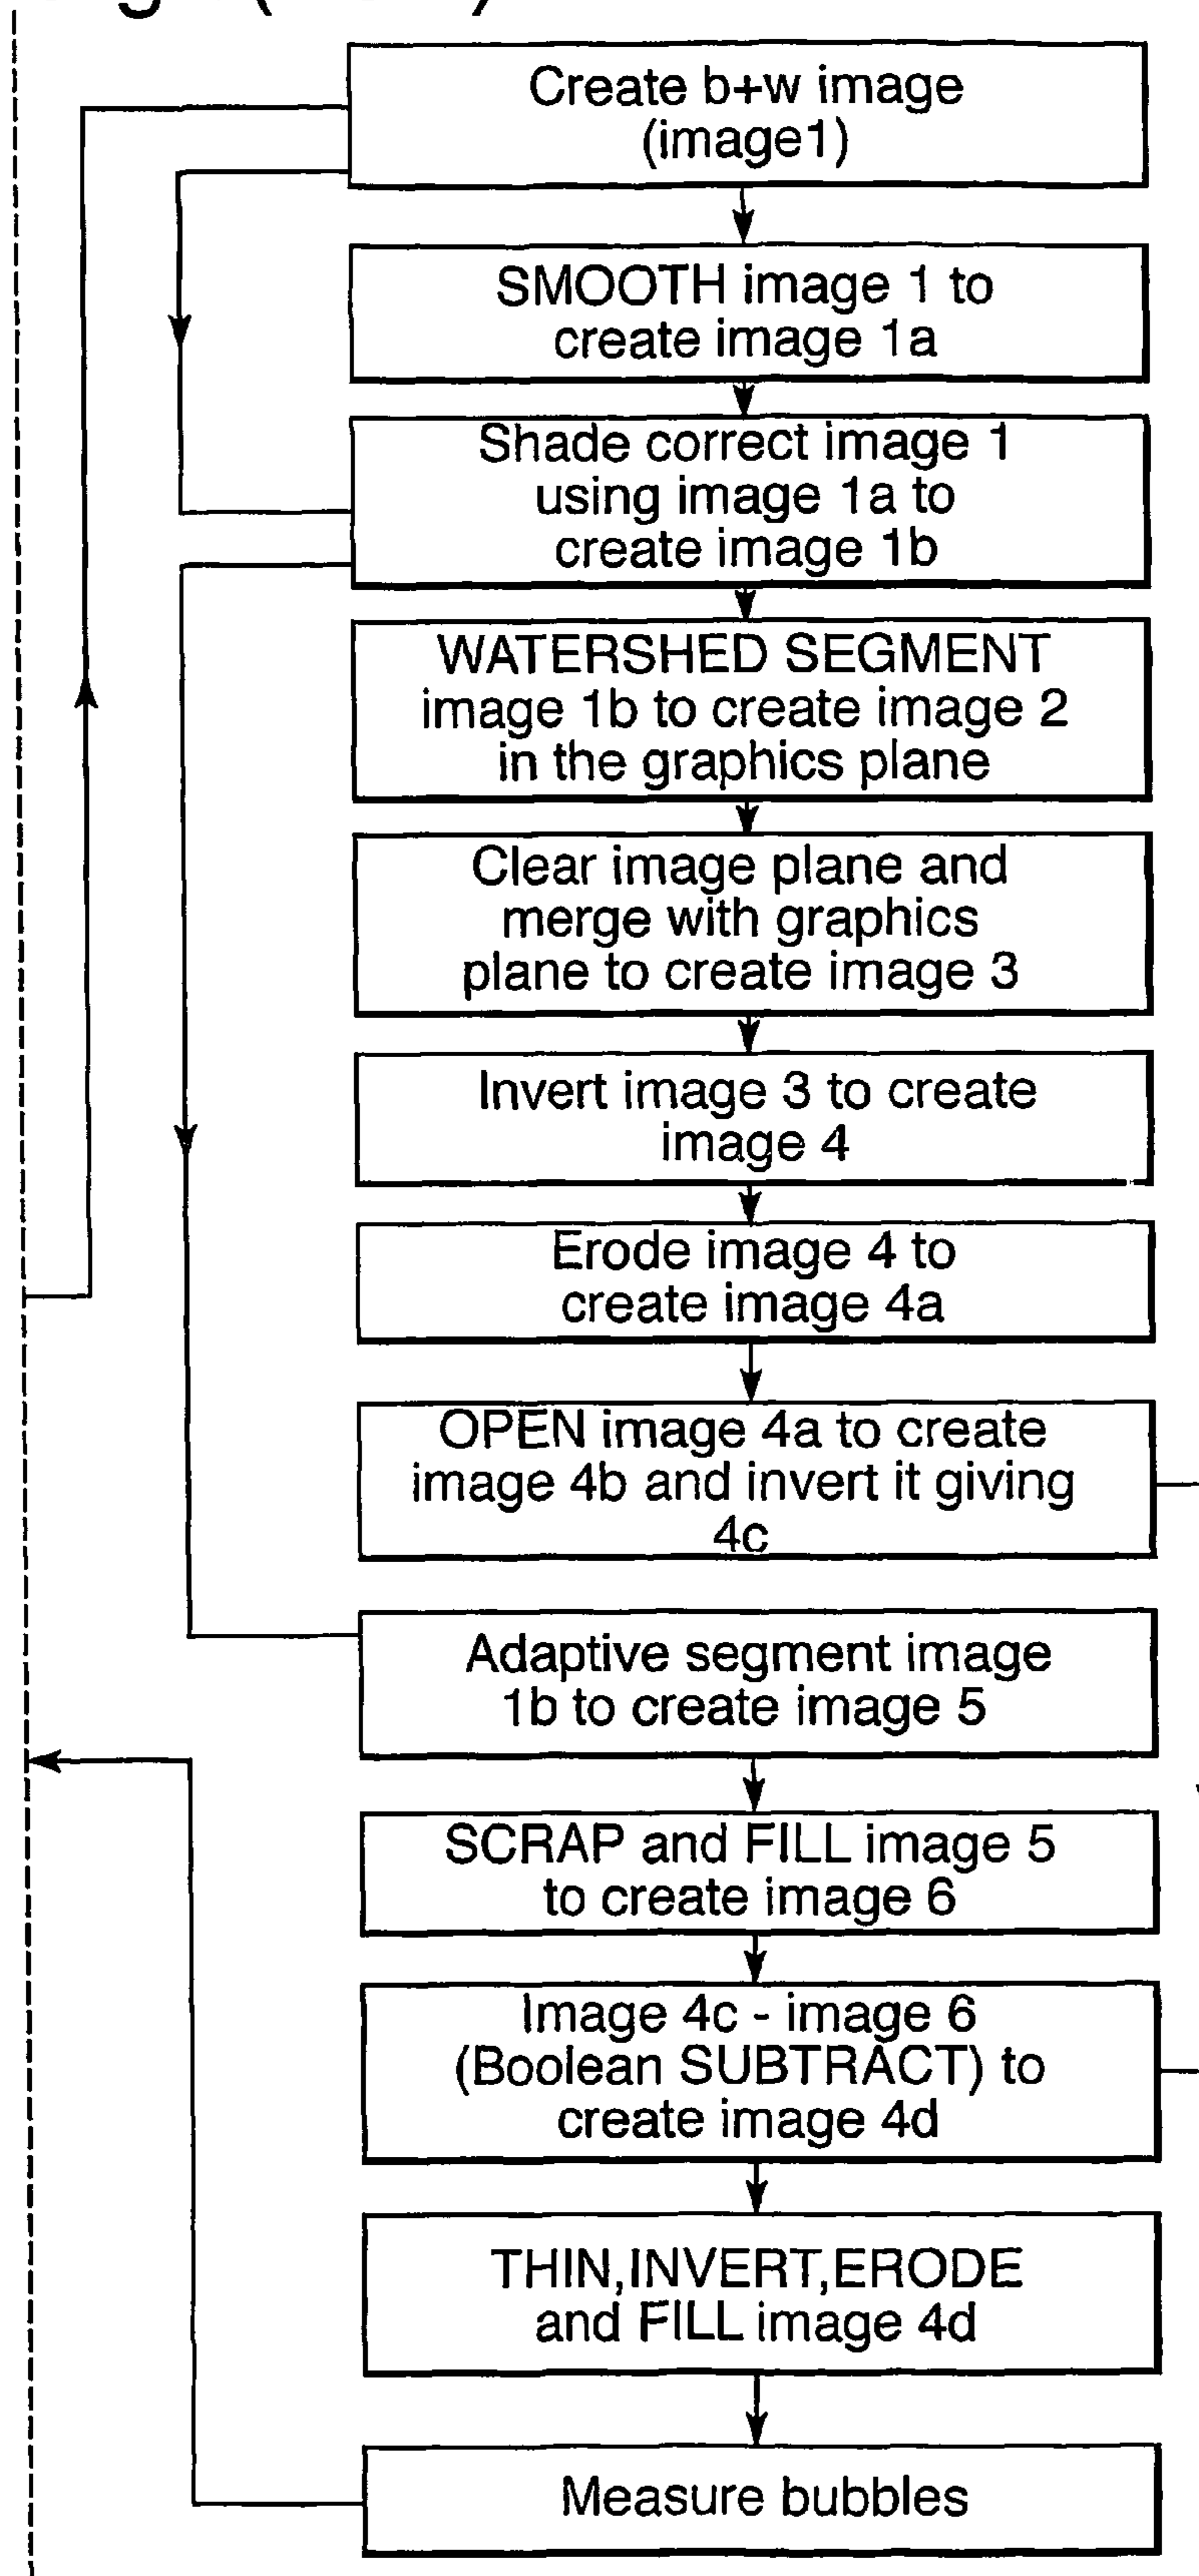 Create b+w image
(image1)
SMOOTH image 1 to
create image 1a
Shade correct image 1
using image 1a to
create image 1b
WATERSHED SEGMENT
image 1b to create image 2
in the graphics plane
Clear image plane and
merge with graphics
plane to create image 3
Invert image 3 to create
image 4
Erode image 4 to
create image 4a
OPEN image 4a to create
image 4b and invert it giving
4c
Adaptive segment image
1b to create image 5
SCRAP and FILL image 5
to create image 6
Image 4c - image 6
(Boolean SUBTRACT) to
create image 4d
THIN,INVERT,ERODE
and FILL image 4d
Measure bubbles